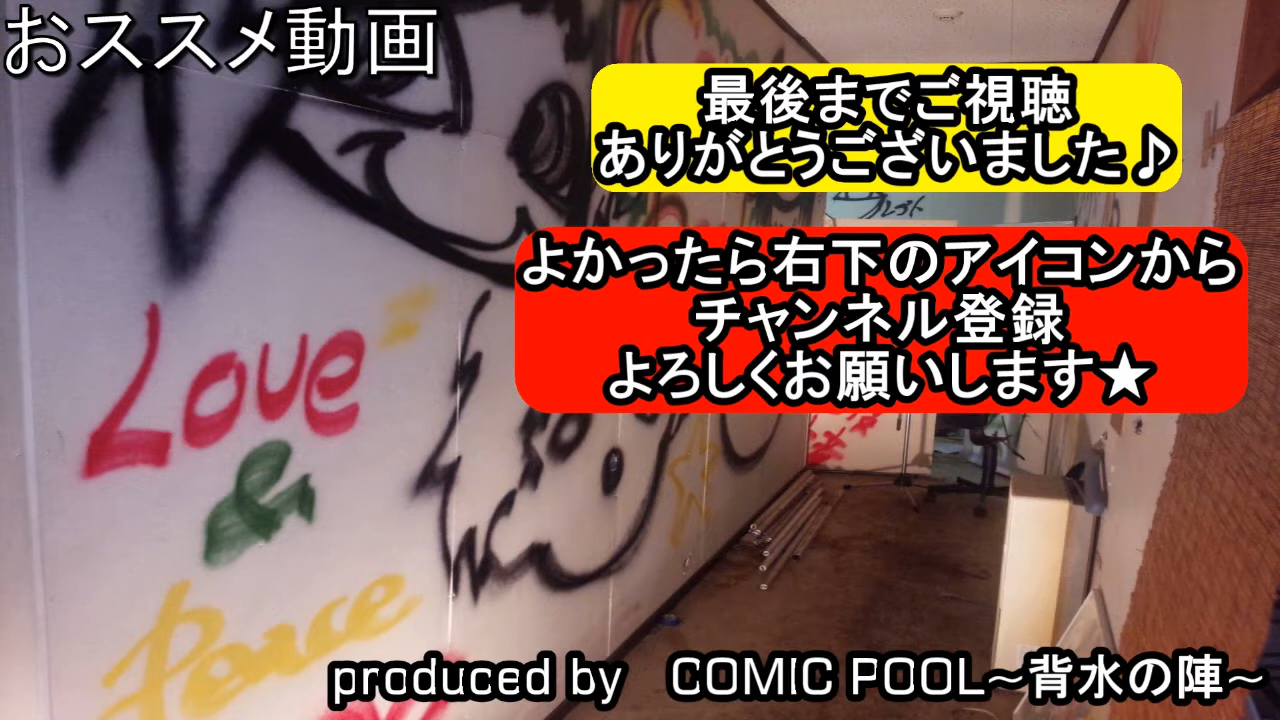 おススメ動画
最後までご視聴
ありがとうございました♪
よかったら右下のアイコンから
チャンネル登録
よろしくお願いします★
Love
&
Peace
produced by COMIC POOL~背水の陣~